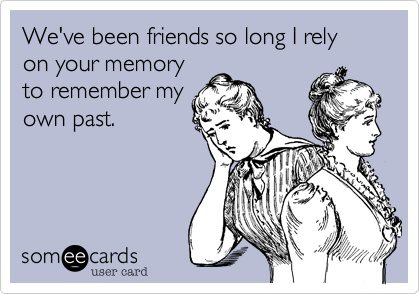 We've been friends so long I rely
on your memory
to remember my
own past.
someecards
user card